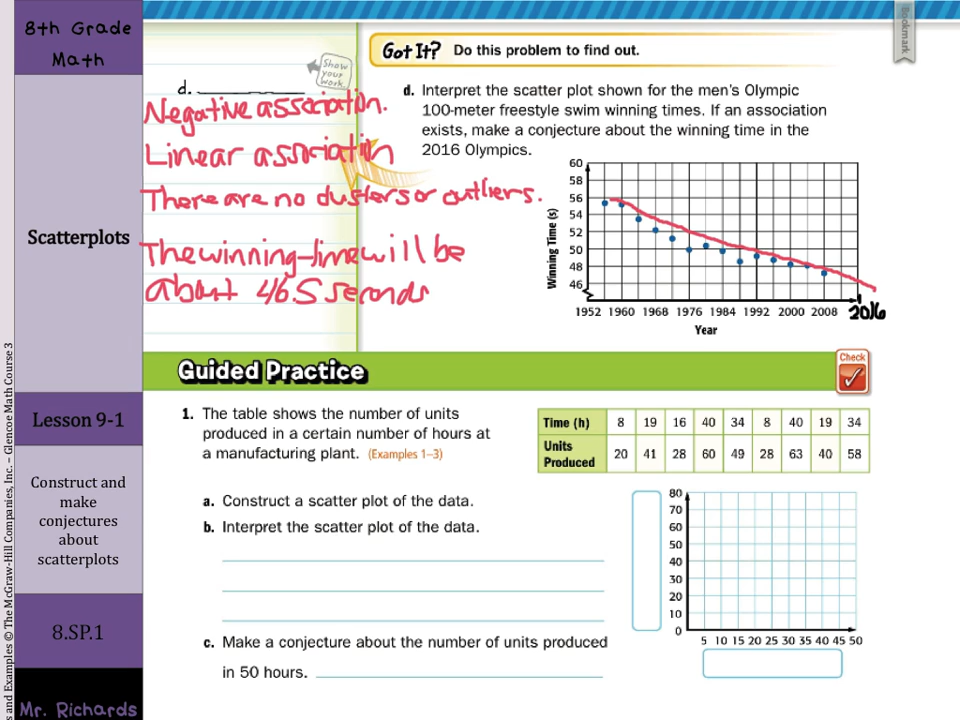 8th Grade
Math
Scatterplots
Lesson 9-1
Construct and
make
conjectures
about
scatterplots
8.SP.1
Mr. Richards
s and Examples © The McGraw-Hill Companies, Inc. – Glencoe Math Course 3
Bookmark
Got It? Do this problem to find out.
Show
your
work.
d.
Negative association.
Linear association
There are no clusters or outliers.
The winning time will be
about 46.5 seconds
d. Interpret the scatter plot shown for the men's Olympic
100-meter freestyle swim winning times. If an association
exists, make a conjecture about the winning time in the
2016 Olympics.
Winning Time (s)
60
58
56
54
52
50
48
46
1952 1960 1968 1976 1984 1992 2000 2008 2016
Year
Guided Practice
Check
1. The table shows the number of units
produced in a certain number of hours at
a manufacturing plant. (Examples 1–3)
Time (h) 8 19 16 40 34 8 40 19 34
Units
Produced 20 41 28 60 49 28 63 40 58
a. Construct a scatter plot of the data.
b. Interpret the scatter plot of the data.
c. Make a conjecture about the number of units produced
in 50 hours.
80
70
60
50
40
30
20
10
0
5 10 15 20 25 30 35 40 45 50